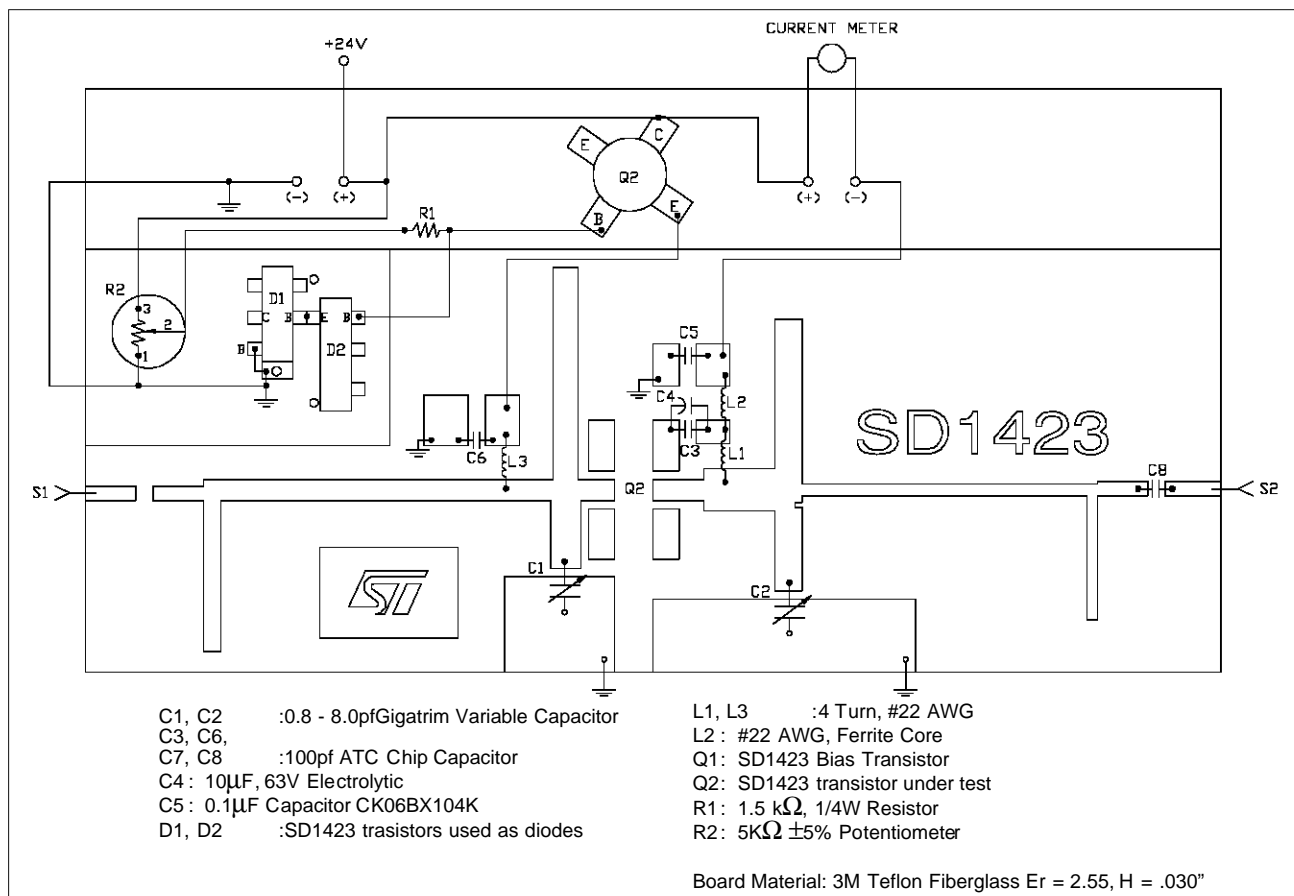 CURRENT METER
+24V
E
C
Q2
B
E
(-)
(+)
(+)
(-)
R1
R2
3
2
1
D1
C
B
E
B
B
D2
C5
C4
L2
C3
L1
C6
L3
SD1423
S1
Q2
C8
S2
C1
C2
ST
C1, C2 :0.8 - 8.0pfGigatrim Variable Capacitor
C3, C6,
C7, C8 :100pf ATC Chip Capacitor
C4 : 10µF, 63V Electrolytic
C5 : 0.1µF Capacitor CK06BX104K
D1, D2 :SD1423 trasistors used as diodes
L1, L3 :4 Turn, #22 AWG
L2 : #22 AWG, Ferrite Core
Q1: SD1423 Bias Transistor
Q2: SD1423 transistor under test
R1: 1.5 kΩ, 1/4W Resistor
R2: 5KΩ ±5% Potentiometer
Board Material: 3M Teflon Fiberglass Er = 2.55, H = .030”